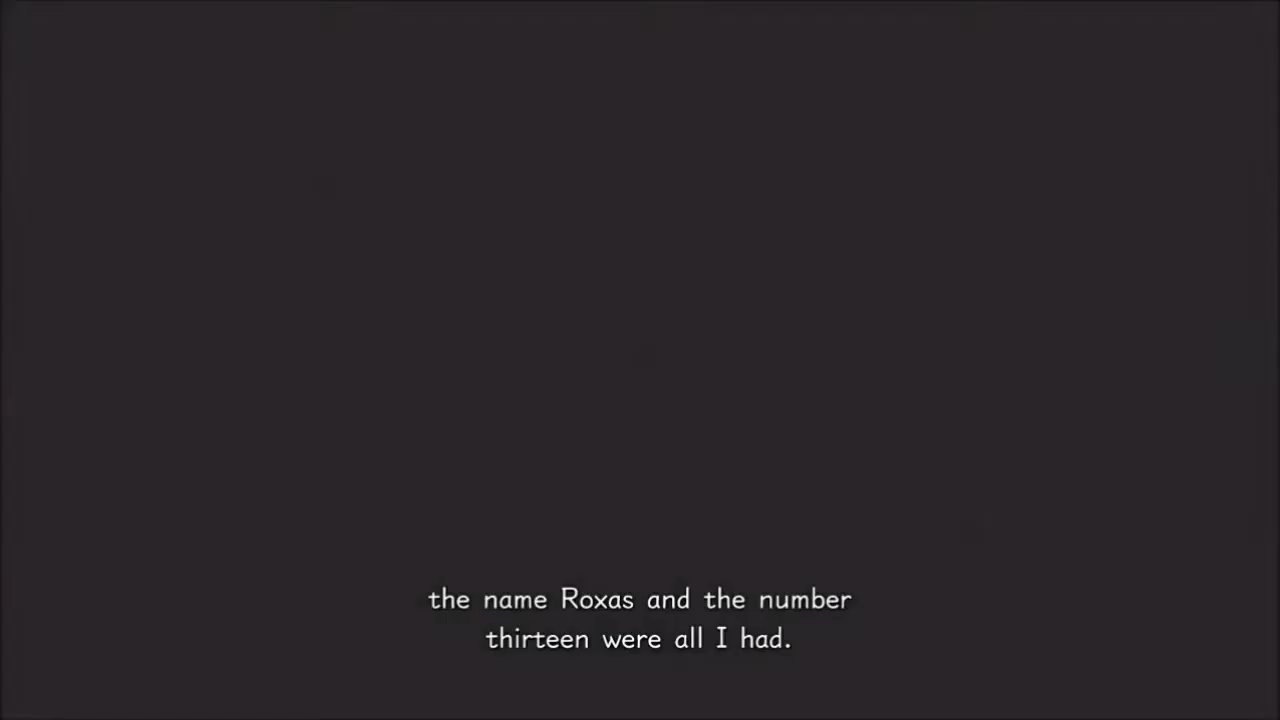 the name Roxas and the number
thirteen were all I had.